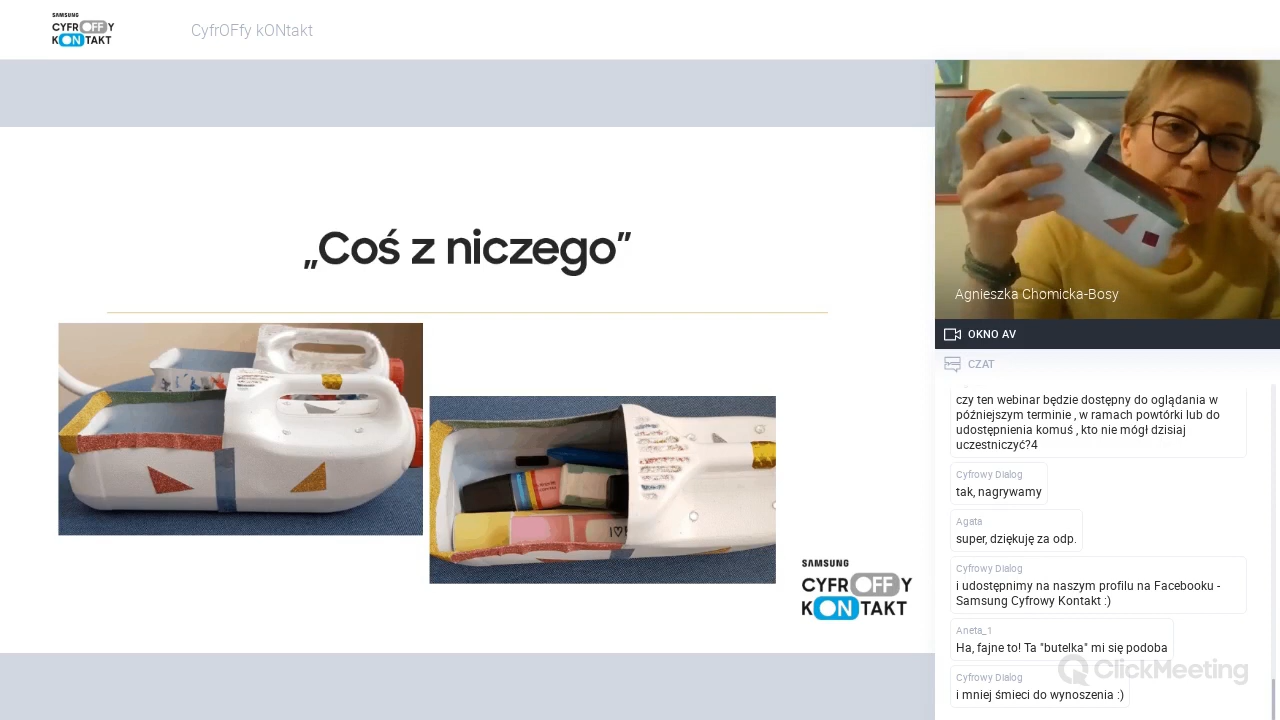 SAMSUNG
CYFROFFY
KONTAKT
CyfrOFfy kONtakt
„Coś z niczego”
SAMSUNG
CYFROFFY
KONTAKT
Agnieszka Chomicka-Bosy
OKNO AV
CZAT
czy ten webinar będzie dostępny do oglądania w
późniejszym terminie , w ramach powtórki lub do
udostępnienia komuś , kto nie mógł dzisiaj
uczestniczyć?4
Cyfrowy Dialog
tak, nagrywamy
Agata
super, dziękuję za odp.
Cyfrowy Dialog
i udostępnimy na naszym profilu na Facebooku -
Samsung Cyfrowy Kontakt :)
Aneta_1
Ha, fajne to! Ta "butelka" mi się podoba
Cyfrowy Dialog
i mniej śmieci do wynoszenia :)
ClickMeeting